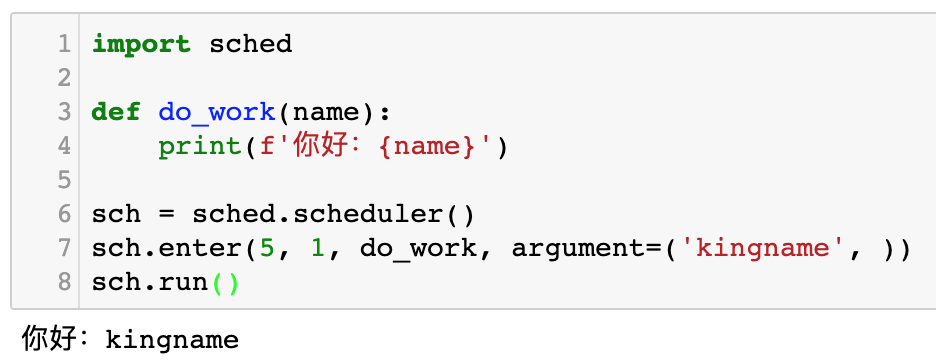 1 import sched
2
3 def do_work(name):
4     print(f'你好：{name}')
5
6 sch = sched.scheduler()
7 sch.enter(5, 1, do_work, argument=('kingname', ))
8 sch.run()
你好：kingname